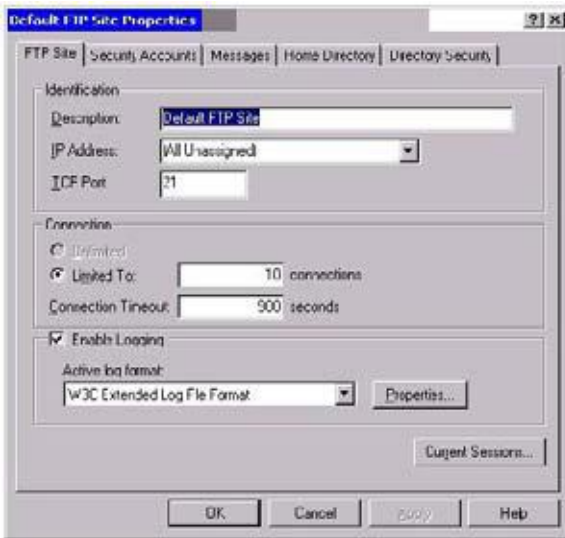 Default FTP Site Properties ? ×
FTP Site Security Accounts Messages Home Directory Directory Security
Identification
Description: Default FTP Site
IP Address: (All Unassigned)
TCP Port 21
Connection
Unlimited
Limited To: 10 connections
Connection Timeout: 900 seconds
Enable Logging
Active log format:
W3C Extended Log File Format Properties...
Current Sessions...
OK Cancel Apply Help